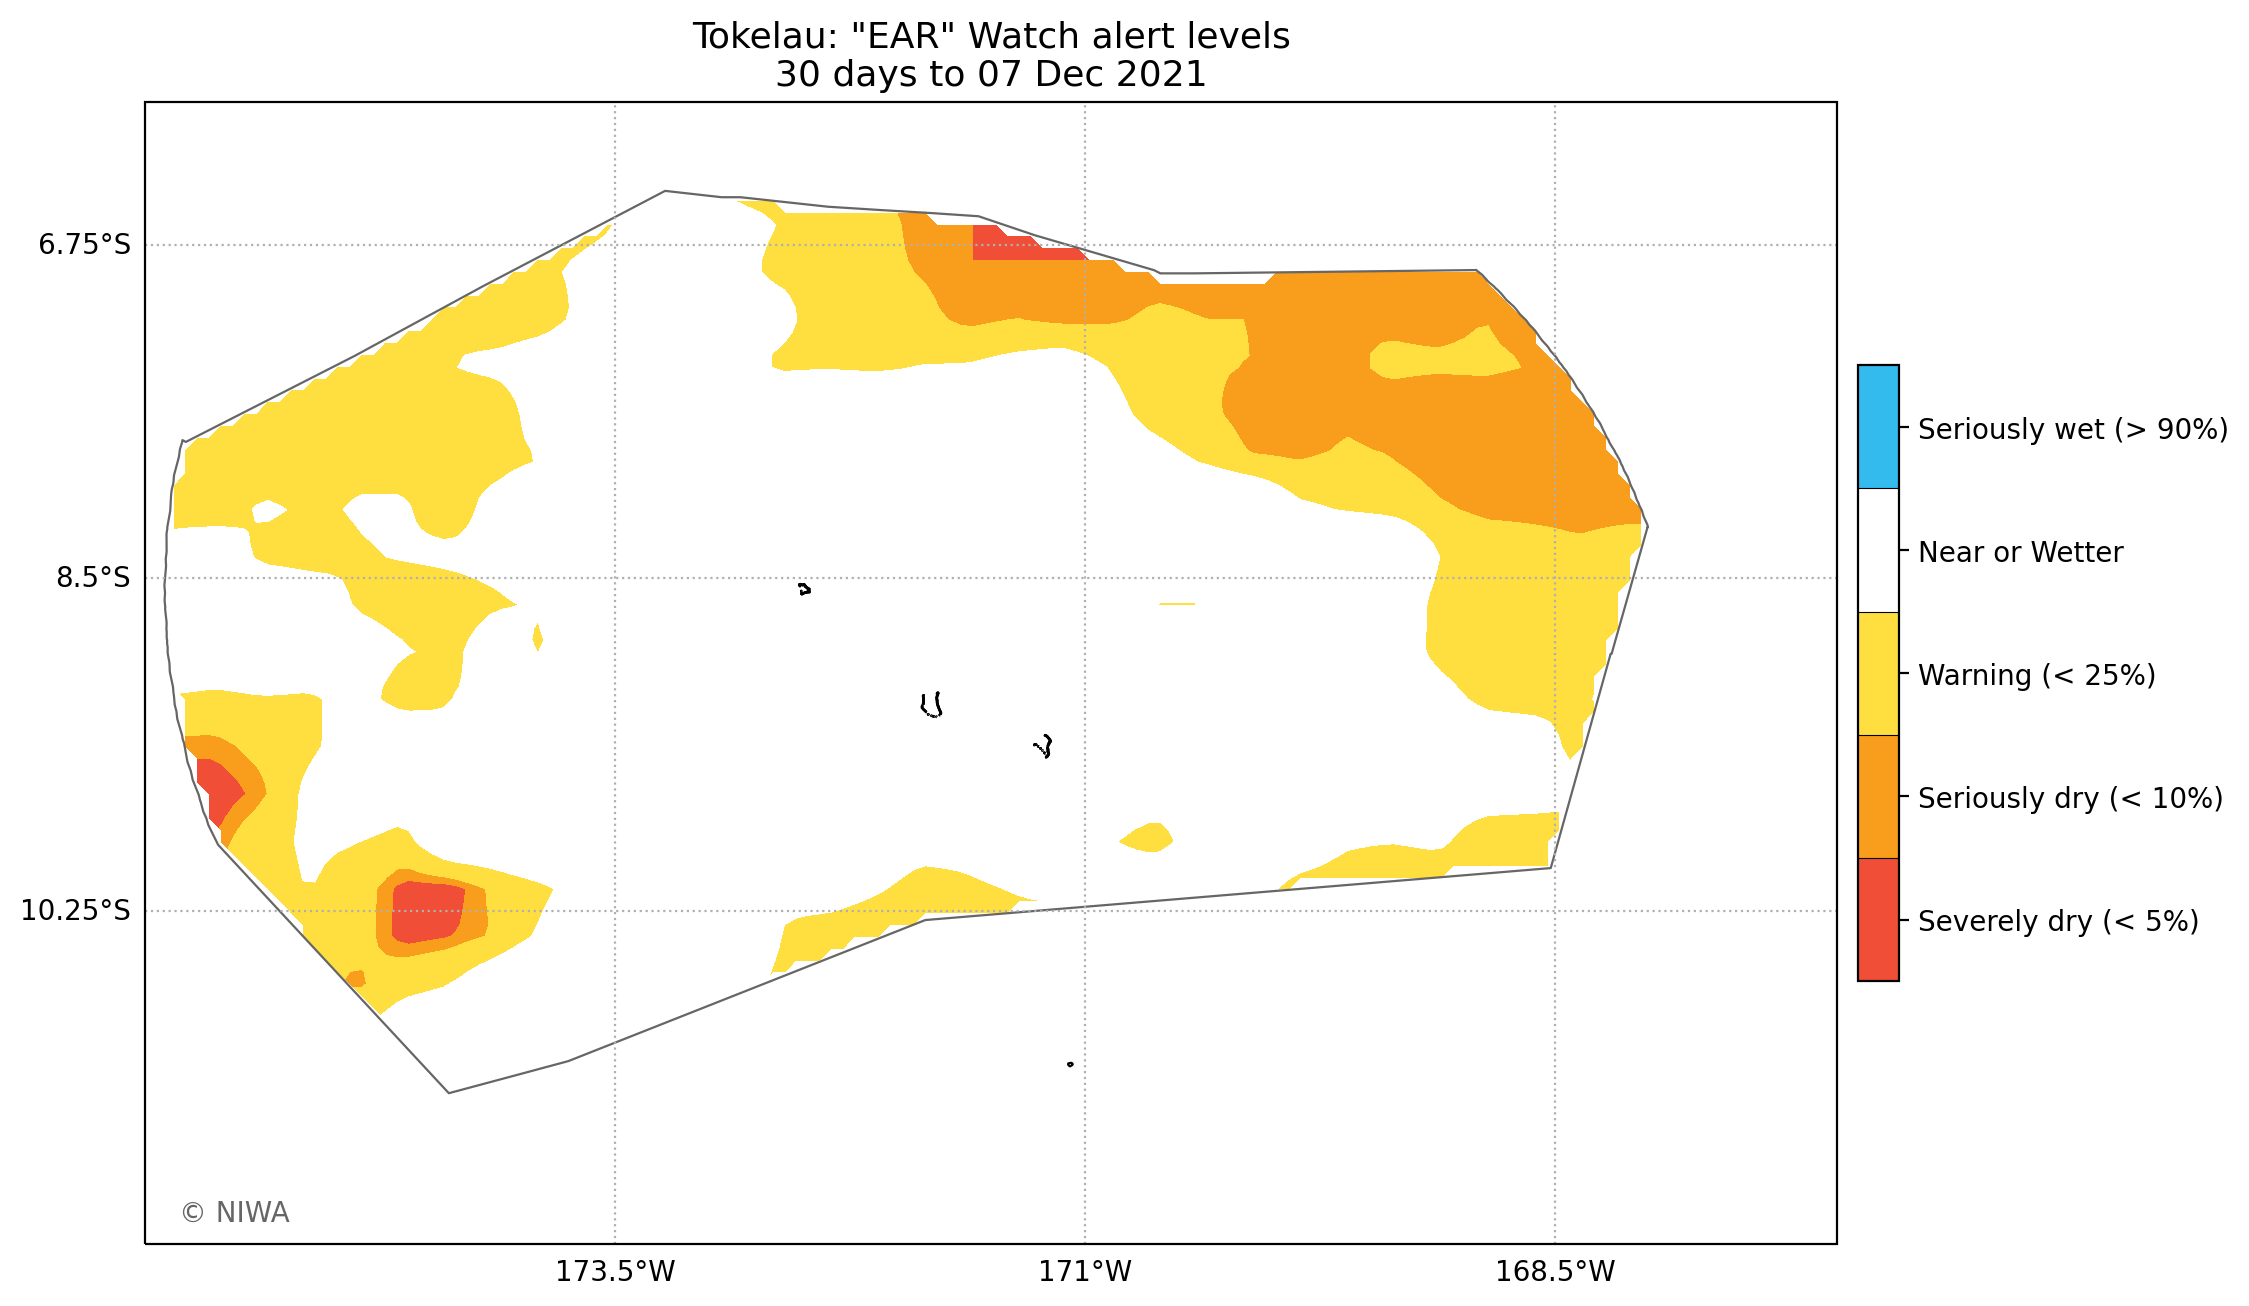 Tokelau: "EAR" Watch alert levels
30 days to 07 Dec 2021
6.75°S
8.5°S
10.25°S
173.5°W
171°W
168.5°W
Seriously wet (> 90%)
Near or Wetter
Warning (< 25%)
Seriously dry (< 10%)
Severely dry (< 5%)
© NIWA